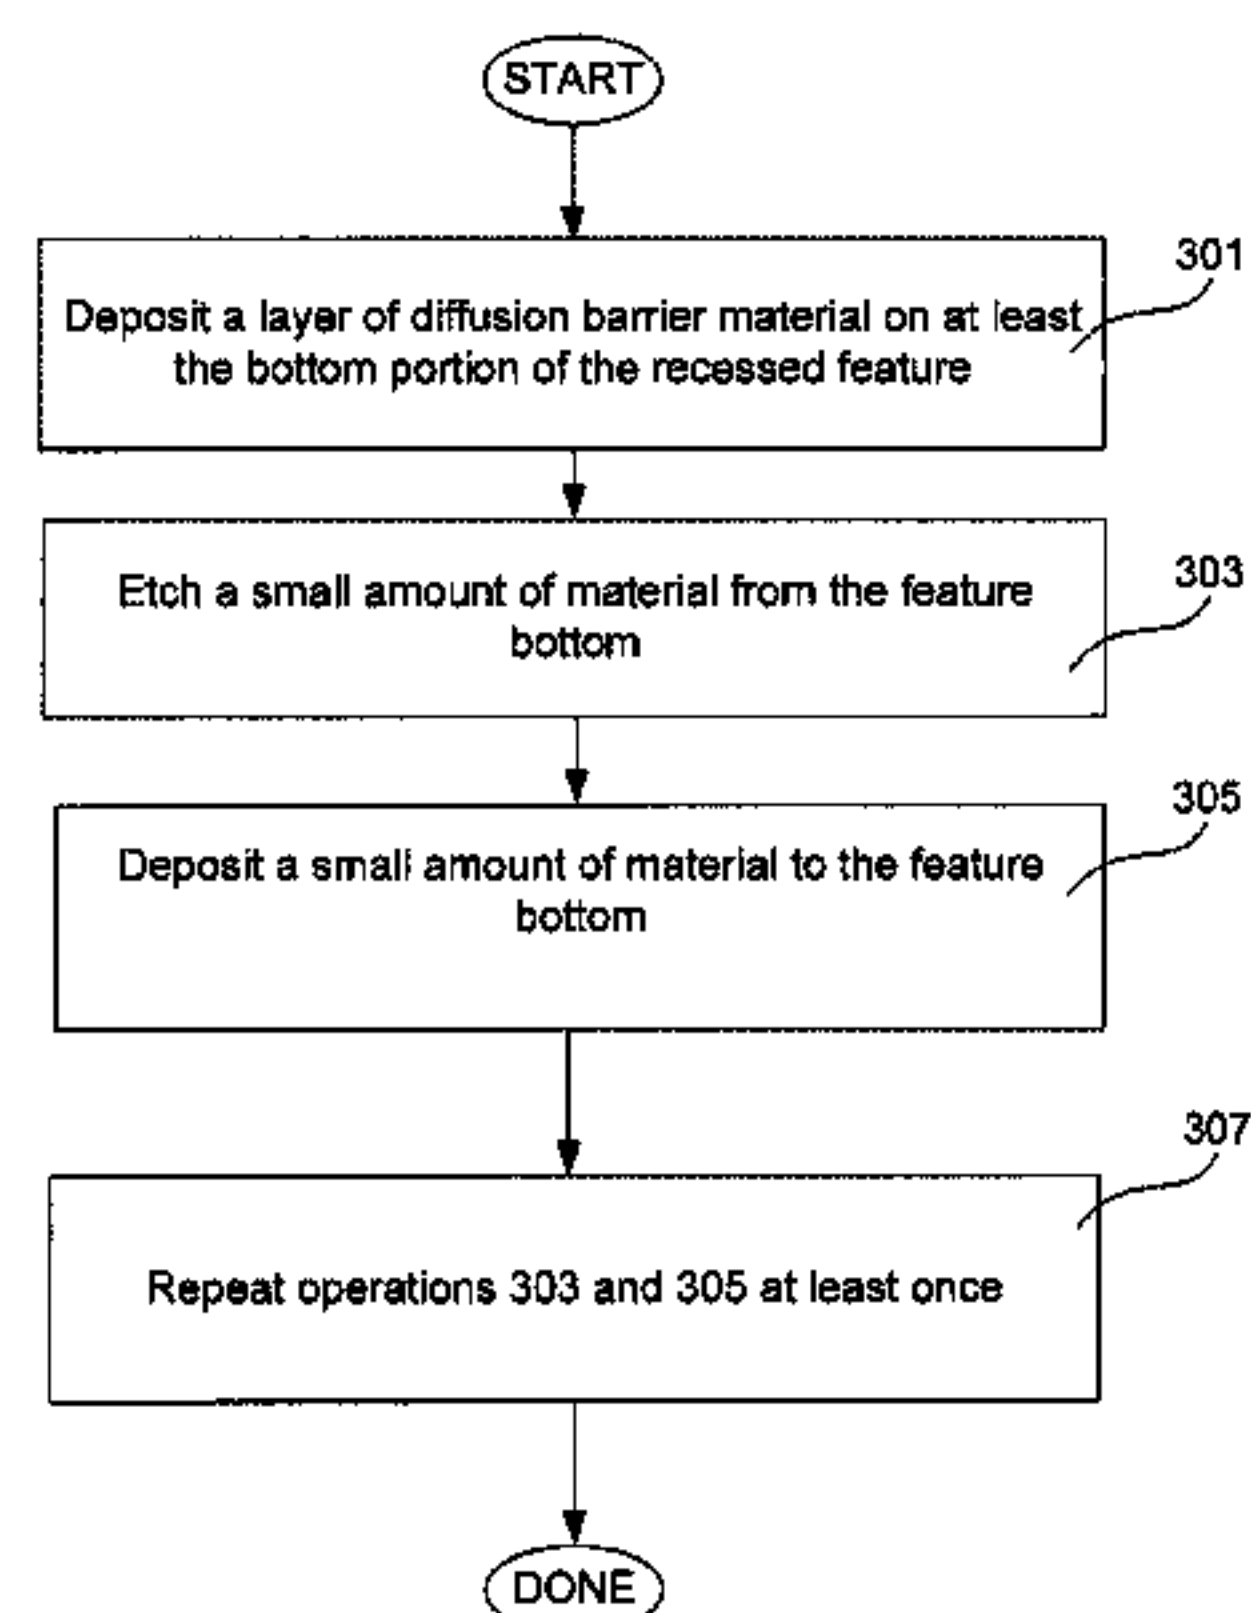 START
301
Deposit a layer of diffusion barrier material on at least
the bottom portion of the recessed feature
303
Etch a small amount of material from the feature
bottom
305
Deposit a small amount of material to the feature
bottom
307
Repeat operations 303 and 305 at least once
DONE